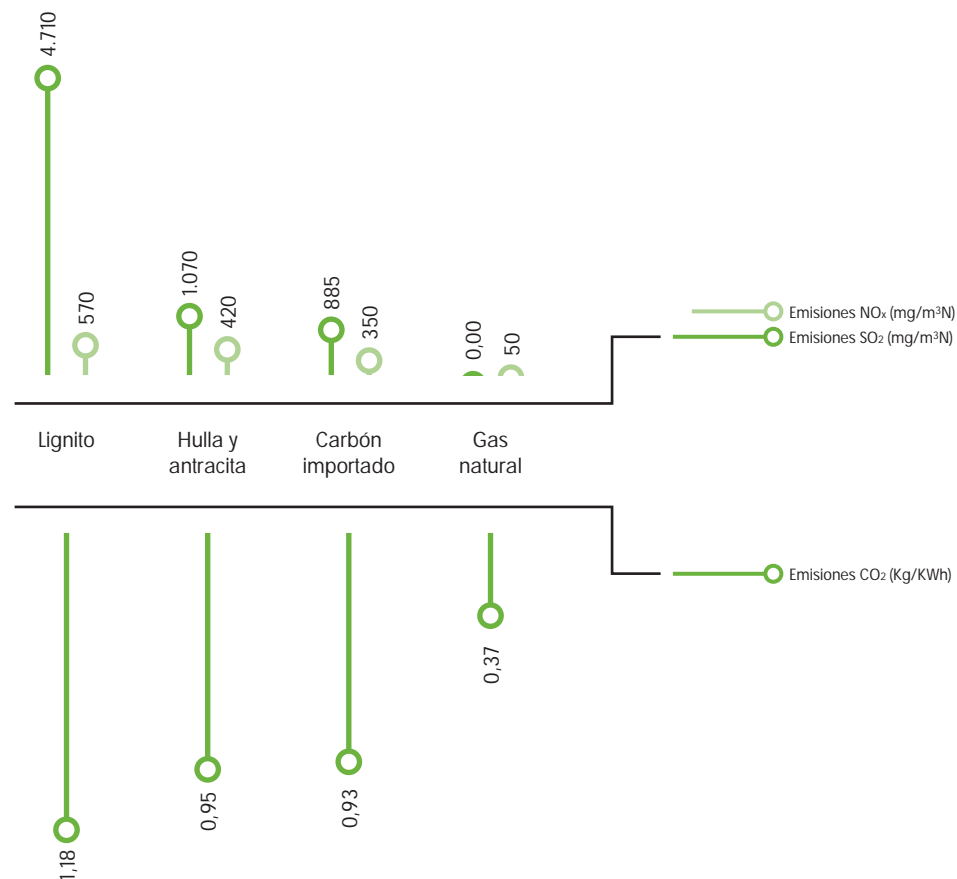 4.710
570
1.070
420
885
350
0,00
50
Emisiones NOx (mg/m³N)
Emisiones SO₂ (mg/m³N)
Lignito
Hulla y
antracita
Carbón
importado
Gas
natural
Emisiones CO₂ (Kg/KWh)
1,18
0,95
0,93
0,37